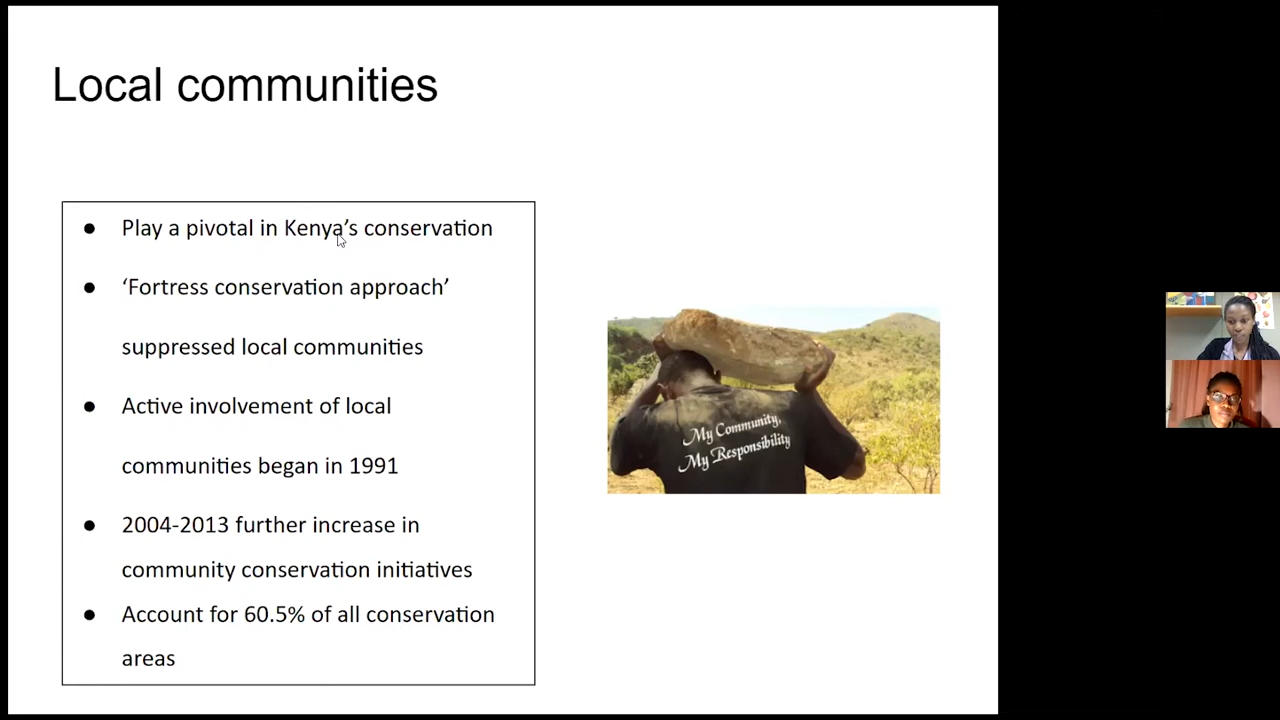 Local communities
● Play a pivotal in Kenya’s conservation
● ‘Fortress conservation approach’
suppressed local communities
● Active involvement of local
communities began in 1991
● 2004-2013 further increase in
community conservation initiatives
● Account for 60.5% of all conservation
areas
My Community,
My Responsibility